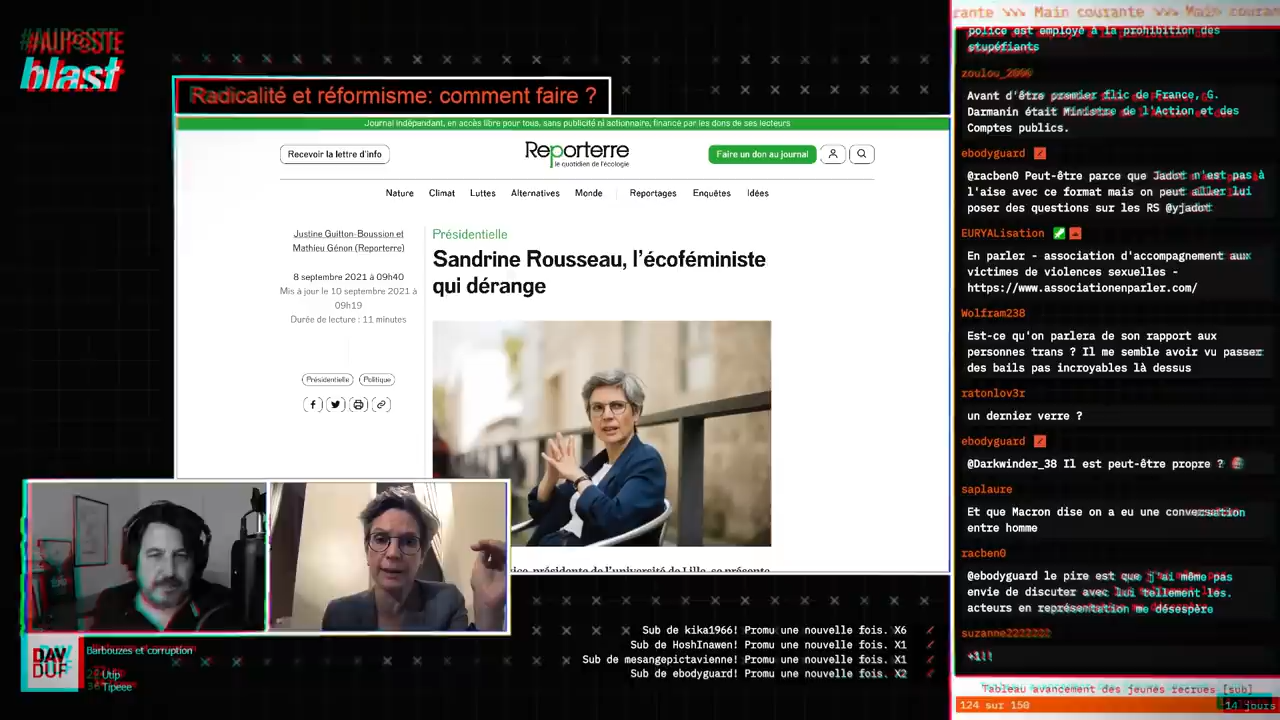 #AUPOSTE
blast
Radicalité et réformisme: comment faire ?
Journal indépendant, en accès libre pour tous, sans publicité ni actionnaire, financé par les dons de ses lecteurs
Recevoir la lettre d'info
Reporterre
le quotidien de l'écologie
Faire un don au journal
Nature Climat Luttes Alternatives Monde Reportages Enquêtes Idées
Justine Guitton-Boussion et
Mathieu Génon (Reporterre)
8 septembre 2021 à 09h40
Mis à jour le 10 septembre 2021 à
09h19
Durée de lecture : 11 minutes
Présidentielle Politique
Présidentielle
Sandrine Rousseau, l'écoféministe
qui dérange
présidente de l'université de Lille, se présente
DAV
DUF
Barbouzes et corruption
Utip
Tipeee
Sub de kika1966! Promu une nouvelle fois. X6
Sub de HoshInawen! Promu une nouvelle fois. X1
Sub de mesangepictavienne! Promu une nouvelle fois. X1
Sub de ebodyguard! Promu une nouvelle fois. X2
Main courante Main courante
police est employé à la prohibition des
stupéfiants
zoulou_2000
Avant d'être premier flic de France, G.
Darmanin était Ministre de l'Action et des
Comptes publics.
ebodyguard
@racben0 Peut-être parce que Jadot n'est pas à
l'aise avec ce format mais on peut aller lui
poser des questions sur les RS @yjadot
EURYALisation
En parler - association d'accompagnement aux
victimes de violences sexuelles -
https://www.associationenparler.com/
Wolfram238
Est-ce qu'on parlera de son rapport aux
personnes trans ? Il me semble avoir vu passer
des bails pas incroyables là dessus
ratonlov3r
un dernier verre ?
ebodyguard
@Darkwinder_38 Il est peut-être propre ?
saplaure
Et que Macron dise on a eu une conversation
entre homme
racben0
@ebodyguard le pire est que j'ai même pas
envie de discuter avec lui tellement les.
acteurs en représentation me désespère
suzanne2222222
+1!!
Tableau avancement des jeunes recrues [sub]
124 sur 150
14 jours